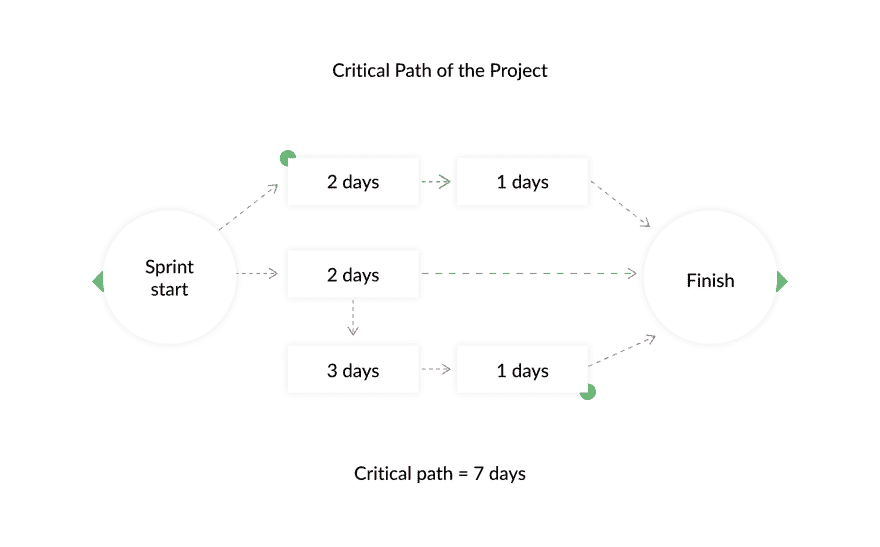 Critical Path of the Project
2 days
1 days
Sprint
start
2 days
Finish
3 days
1 days
Critical path = 7 days